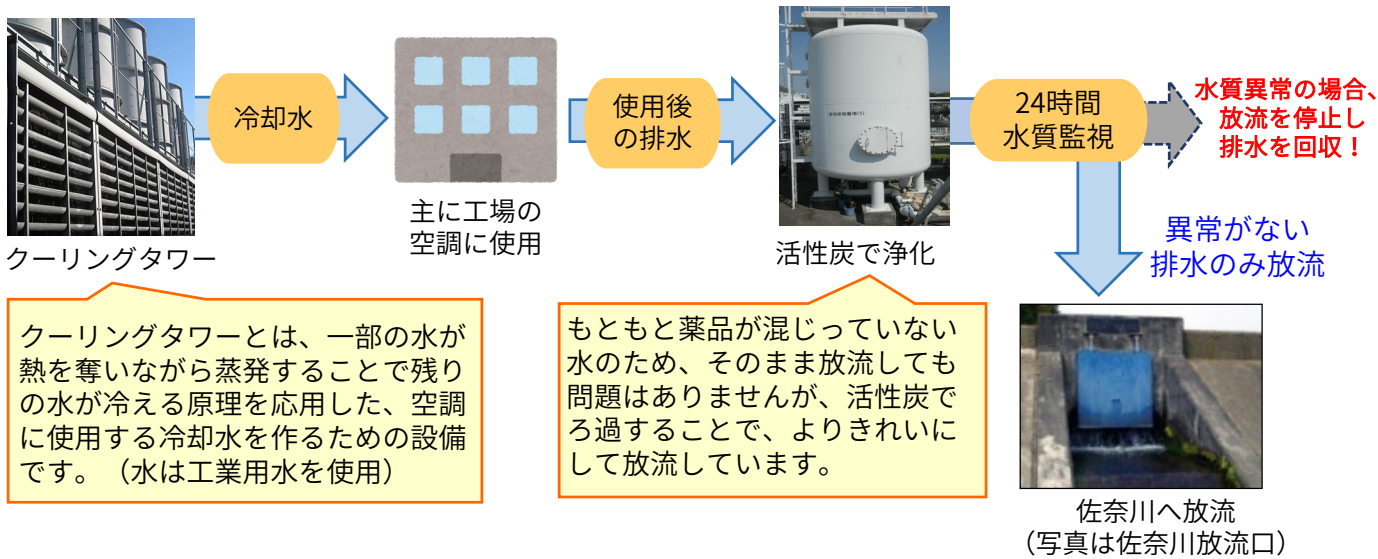 冷却水
使用後
の排水
24時間
水質監視
水質異常の場合、
放流を停止し
排水を回収！
主に工場の
空調に使用
クーリングタワー
活性炭で浄化
異常がない
排水のみ放流
クーリングタワーとは、一部の水が
熱を奪いながら蒸発することで残り
の水が冷える原理を応用した、空調
に使用する冷却水を作るための設備
です。（水は工業用水を使用）
もともと薬品が混じっていない
水のため、そのまま放流しても
問題はありませんが、活性炭で
ろ過することで、よりきれいに
して放流しています。
佐奈川へ放流
（写真は佐奈川放流口）